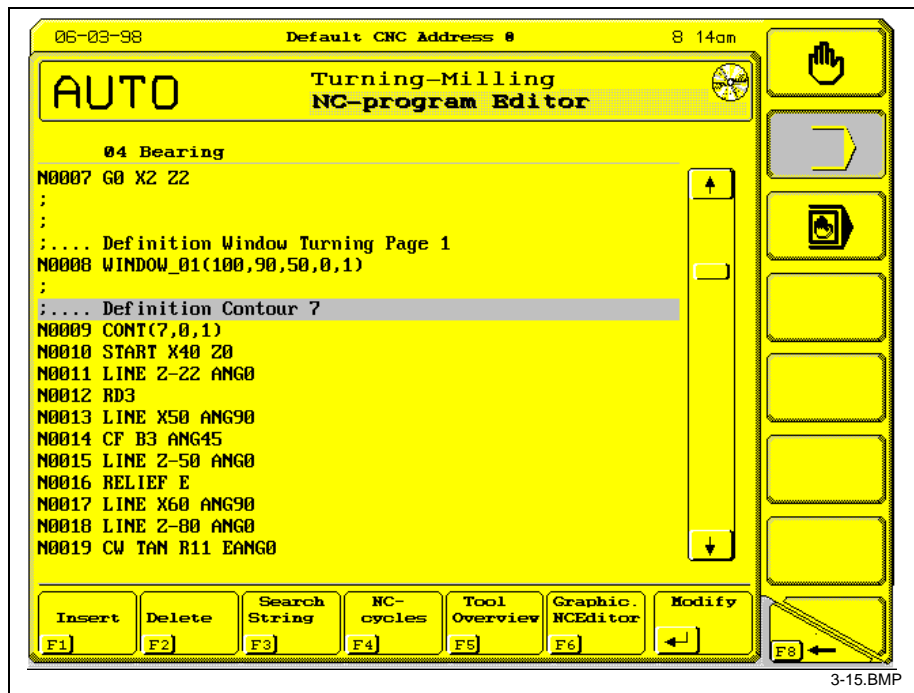 06-03-98 Default CNC Address 0 8 14am
AUTO
Turning-Milling
NC-program Editor
04 Bearing
N0007 G0 X2 Z2
;
;
;.... Definition Window Turning Page 1
N0008 WINDOW_01(100,90,50,0,1)
;
;.... Definition Contour 7
N0009 CONT(7,0,1)
N0010 START X40 Z0
N0011 LINE Z-22 ANG0
N0012 RD3
N0013 LINE X50 ANG90
N0014 CF B3 ANG45
N0015 LINE Z-50 ANG0
N0016 RELIEF E
N0017 LINE X60 ANG90
N0018 LINE Z-80 ANG0
N0019 CW TAN R11 EANG0
Insert
F1
Delete
F2
Search
String
F3
NC-
cycles
F4
Tool
Overview
F5
Graphic.
NCEditor
F6
Modify
F8
3-15.BMP